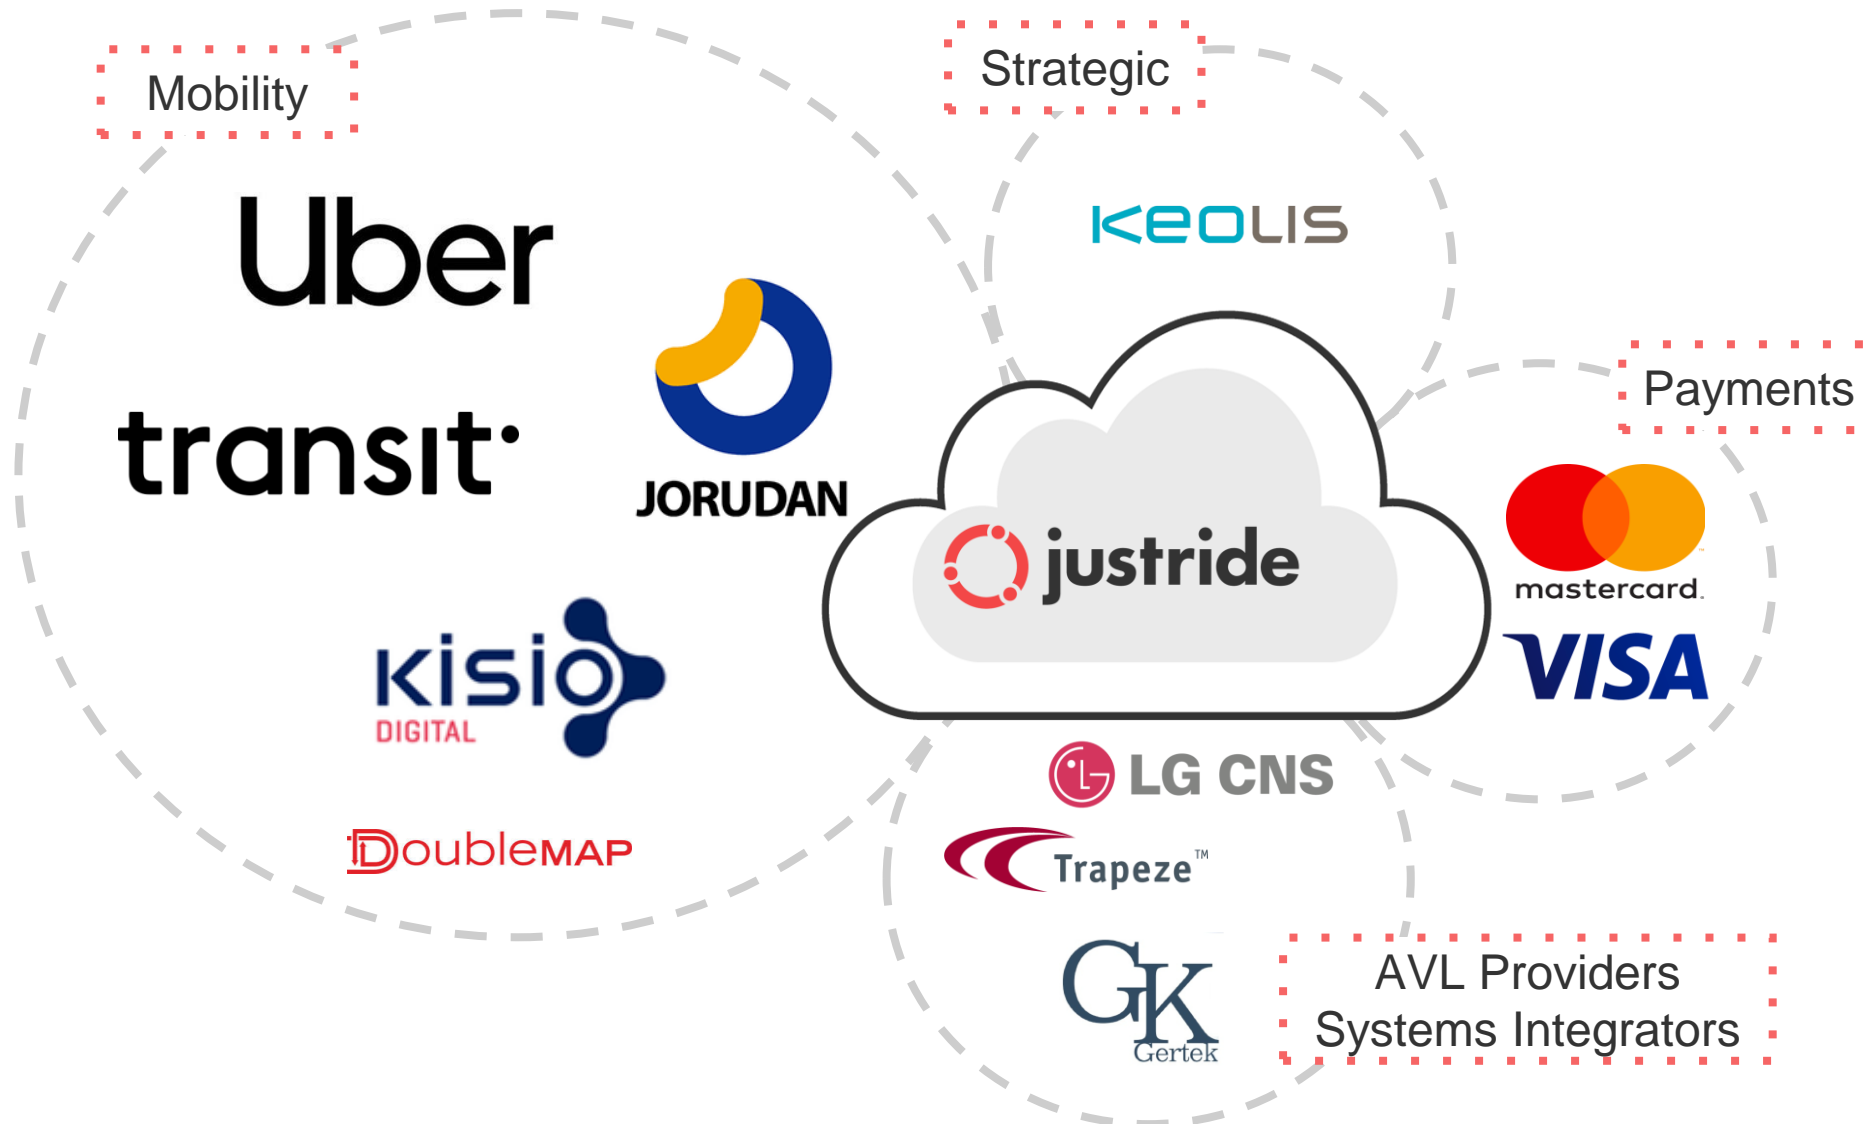 Mobility
Uber
transit
JORUDAN
kisio
DIGITAL
DOUBLEMAP
Strategic
KEOLIS
justride
Payments
mastercard.
VISA
LG CNS
Trapeze™
GK
Gertek
AVL Providers
Systems Integrators